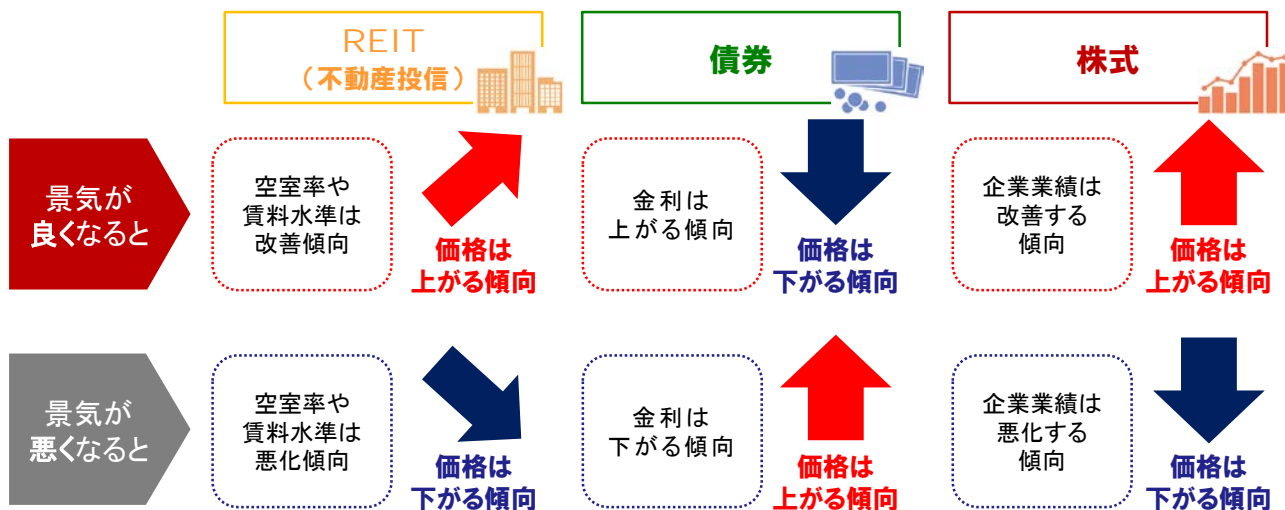 REIT
（不動産投信）
債券
株式
景気が
良くなると
空室率や
賃料水準は
改善傾向
価格は
上がる傾向
金利は
上がる傾向
価格は
下がる傾向
企業業績は
改善する
傾向
価格は
上がる傾向
景気が
悪くなると
空室率や
賃料水準は
悪化傾向
価格は
下がる傾向
金利は
下がる傾向
価格は
上がる傾向
企業業績は
悪化する
傾向
価格は
下がる傾向